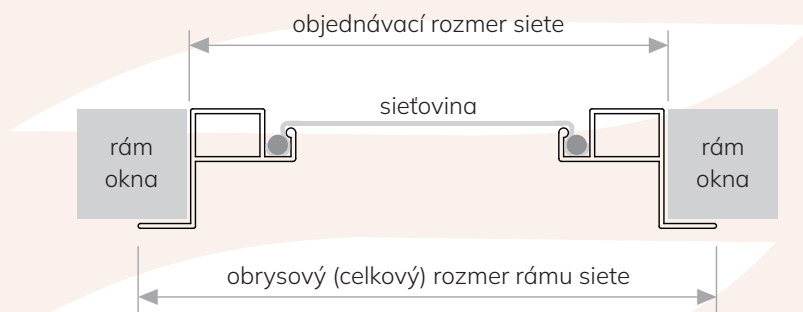 objednávací rozmer siete
sieťovina
rám
okna
rám
okna
obrysový (celkový) rozmer rámu siete